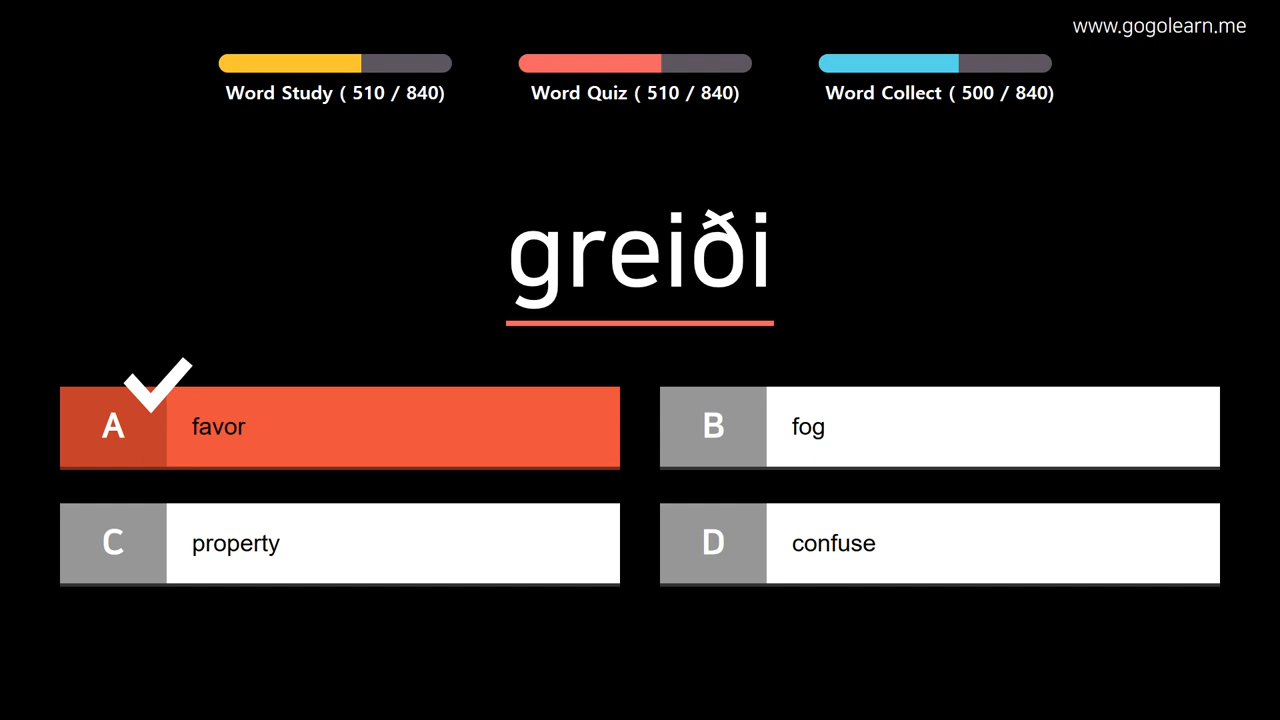 www.gogolearn.me
Word Study ( 510 / 840)
Word Quiz ( 510 / 840)
Word Collect ( 500 / 840)
greiði
A favor
B fog
C property
D confuse